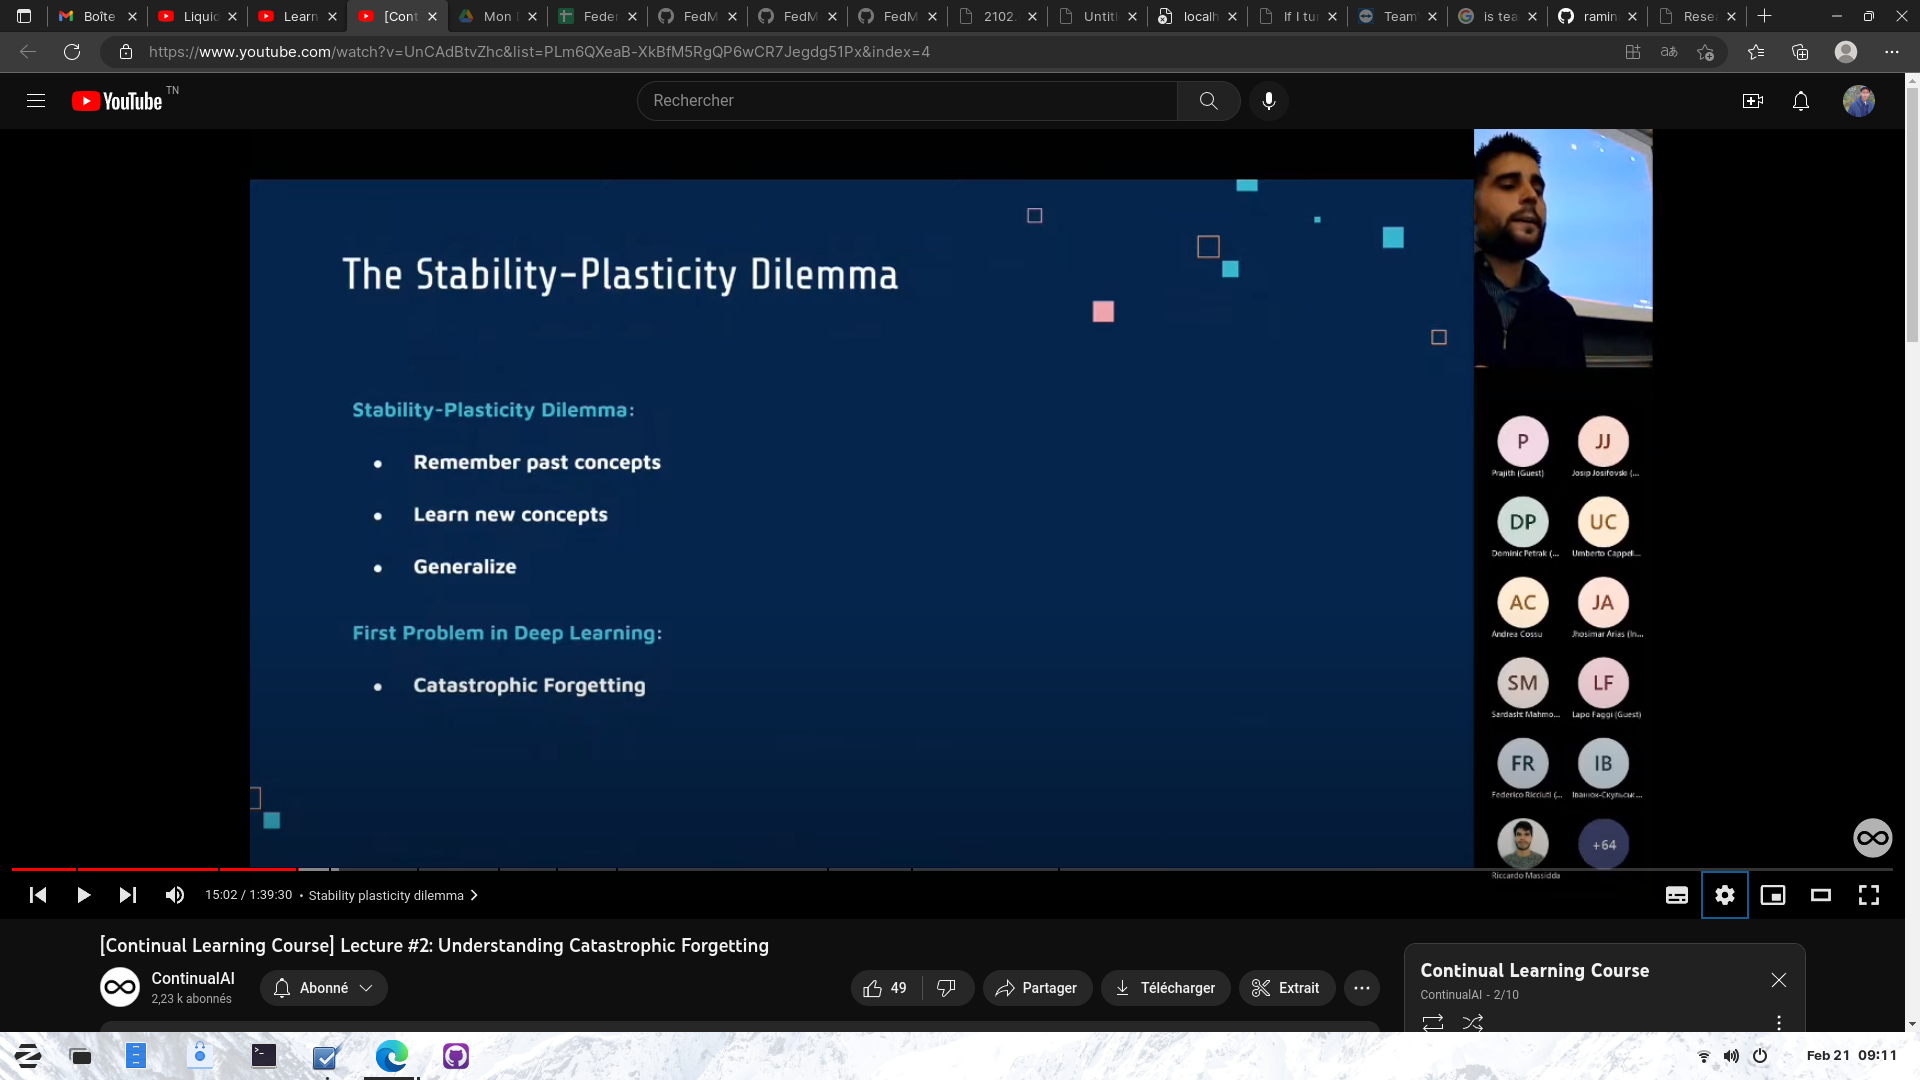 Boîte
Liquid
Learn
[Cont
Mon
Feder
FedM
FedM
FedM
2102.
Untitl
localh
If I tur
Team
is tea
ramin
Rese
https://www.youtube.com/watch?v=UnCAdBtvZhc&list=PLm6QXeaB-XkBfM5RgQP6wCR7Jegdg51Px&index=4
YouTube TN
Rechercher
The Stability-Plasticity Dilemma
Stability-Plasticity Dilemma:
• Remember past concepts
• Learn new concepts
• Generalize
First Problem in Deep Learning:
• Catastrophic Forgetting
P JJ
Prajith (Guest) Josip Josifovski (...
DP UC
Dominic Petrak (... Umberto Cappell...
AC JA
Andrea Cossu Jhosimar Arias (In...
SM LF
Sardasht Mahmo... Lapo Faggi (Guest)
FR IB
Federico Ricciuti (... Іванюк-Скульськ...
+64
Riccardo Massidda
15:02 / 1:39:30 • Stability plasticity dilemma
[Continual Learning Course] Lecture #2: Understanding Catastrophic Forgetting
ContinualAI
2,23 k abonnés
Abonné
49
Partager
Télécharger
Extrait
Continual Learning Course
ContinualAI - 2/10
Feb 21 09:11